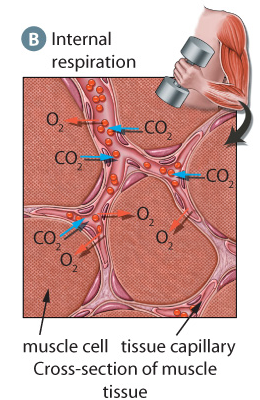 B Internal
respiration
O2
CO2
CO2
CO2
O2
CO2
O2
O2
muscle cell tissue capillary
Cross-section of muscle
tissue